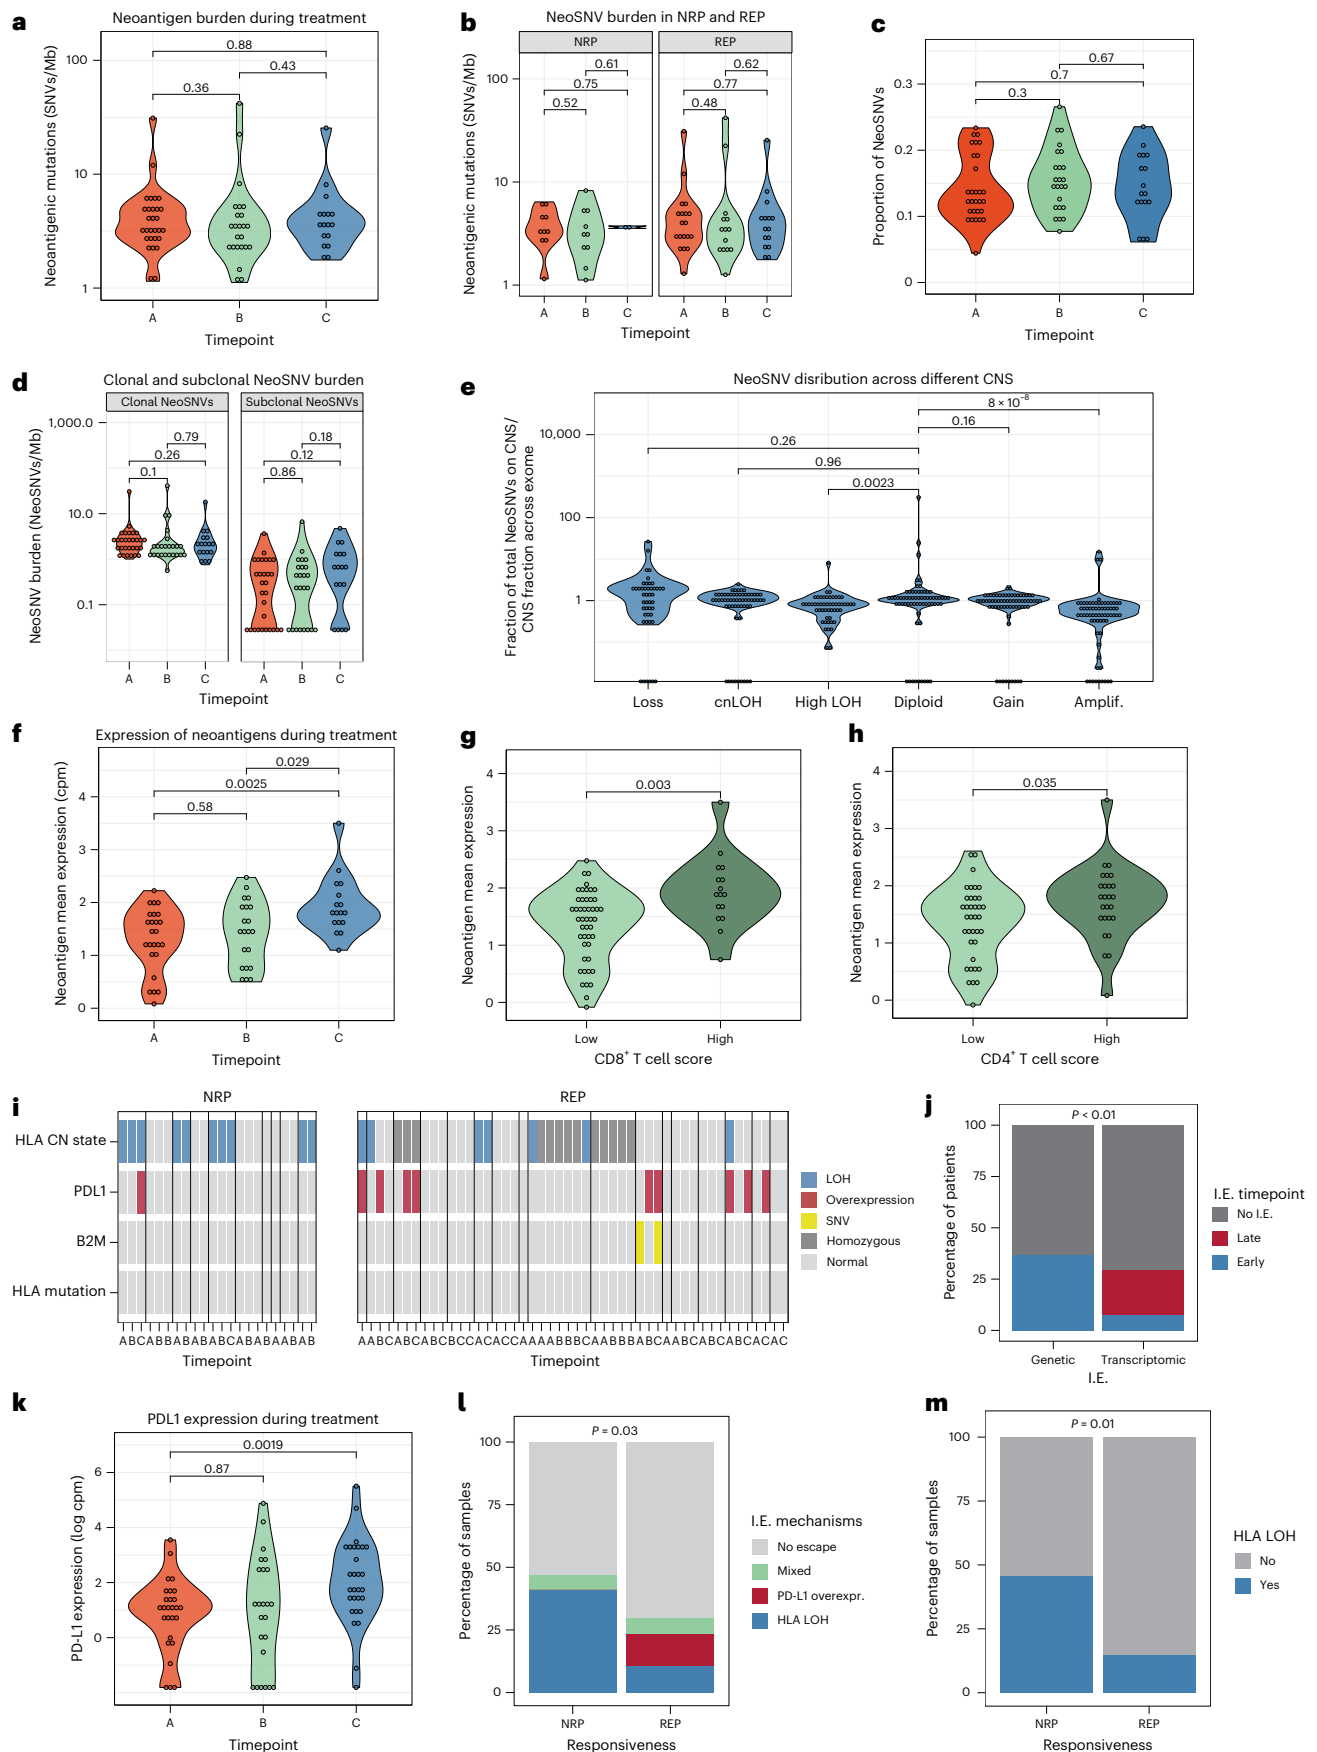 a
Neoantigen burden during treatment
Neoantigenic mutations (SNVs/Mb)
100
10
1
0.88
0.43
0.36
A B C
Timepoint
b
NeoSNV burden in NRP and REP
NRP REP
Neoantigenic mutations (SNVs/Mb)
100
10
1
0.61
0.75
0.52
0.62
0.77
0.48
A B C A B C
Timepoint
c
Proportion of NeoSNVs
0.3
0.2
0.1
0
0.67
0.7
0.3
A B C
Timepoint
d
Clonal and subclonal NeoSNV burden
Clonal NeoSNVs Subclonal NeoSNVs
NeoSNV burden (NeoSNVs/Mb)
1,000.0
10.0
0.1
0.79
0.26
0.1
0.18
0.12
0.86
A B C A B C
Timepoint
e
NeoSNV disribution across different CNS
Fraction of total NeoSNVs on CNS/
CNS fraction across exome
10,000
100
1
8 × 10⁻⁸
0.16
0.26
0.96
0.0023
Loss cnLOH High LOH Diploid Gain Amplif.
f
Expression of neoantigens during treatment
Neoantigen mean expression (cpm)
4
3
2
1
0
0.029
0.0025
0.58
A B C
Timepoint
g
Neoantigen mean expression
4
3
2
1
0
0.003
Low High
CD8⁺ T cell score
h
Neoantigen mean expression
4
3
2
1
0
0.035
Low High
CD4⁺ T cell score
i
NRP REP
HLA CN state
PDL1
B2M
HLA mutation
ABCABBABABABCABABAABAB
AABCABCABCBCCACACCAAAABBBCAABBBABCAABCABCABCACAC
Timepoint Timepoint
LOH
Overexpression
SNV
Homozygous
Normal
j
Percentage of patients
100
75
50
25
0
P < 0.01
Genetic Transcriptomic
I.E.
I.E. timepoint
No I.E.
Late
Early
k
PDL1 expression during treatment
PD-L1 expression (log cpm)
6
4
2
0
0.0019
0.87
A B C
Timepoint
l
Percentage of samples
100
75
50
25
0
P = 0.03
NRP REP
Responsiveness
I.E. mechanisms
No escape
Mixed
PD-L1 overexpr.
HLA LOH
m
Percentage of samples
100
75
50
25
0
P = 0.01
NRP REP
Responsiveness
HLA LOH
No
Yes